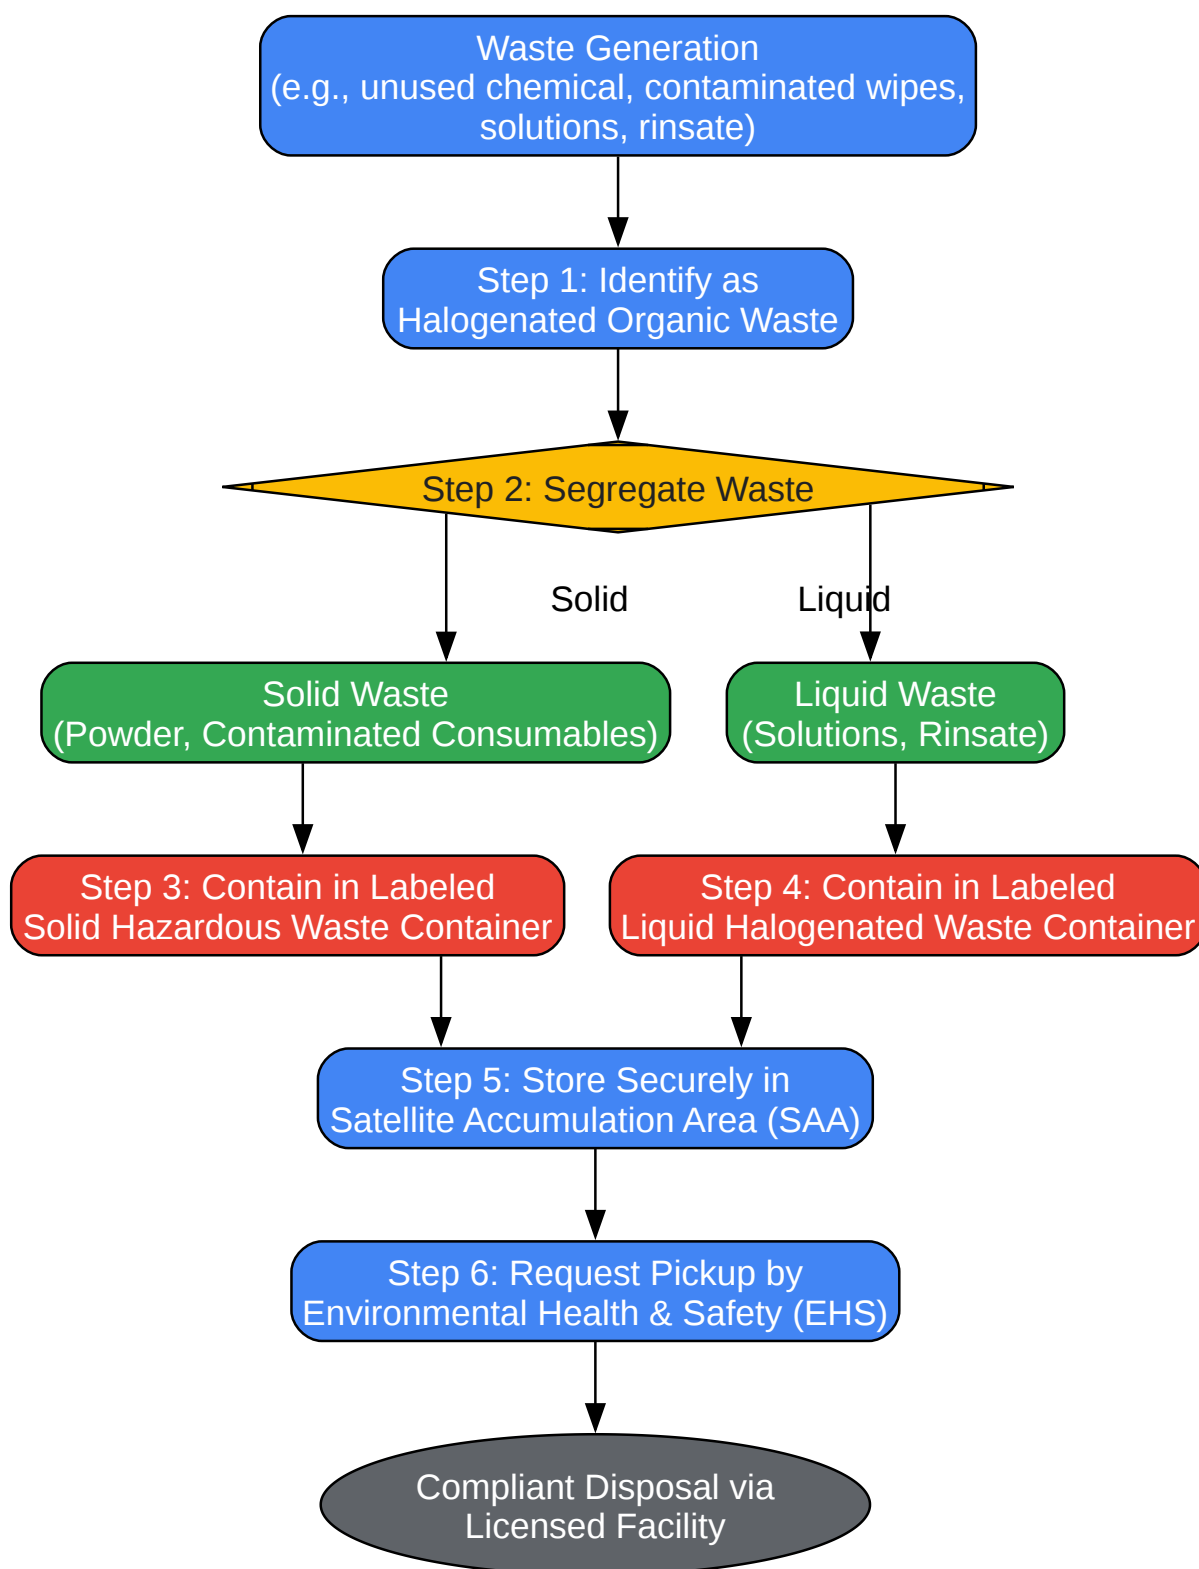 Waste Generation
(e.g., unused chemical, contaminated wipes,
solutions, rinsate)
Step 1: Identify as
Halogenated Organic Waste
Step 2: Segregate Waste
Solid
Liquid
Solid Waste
(Powder, Contaminated Consumables)
Liquid Waste
(Solutions, Rinsate)
Step 3: Contain in Labeled
Solid Hazardous Waste Container
Step 4: Contain in Labeled
Liquid Halogenated Waste Container
Step 5: Store Securely in
Satellite Accumulation Area (SAA)
Step 6: Request Pickup by
Environmental Health & Safety (EHS)
Compliant Disposal via
Licensed Facility